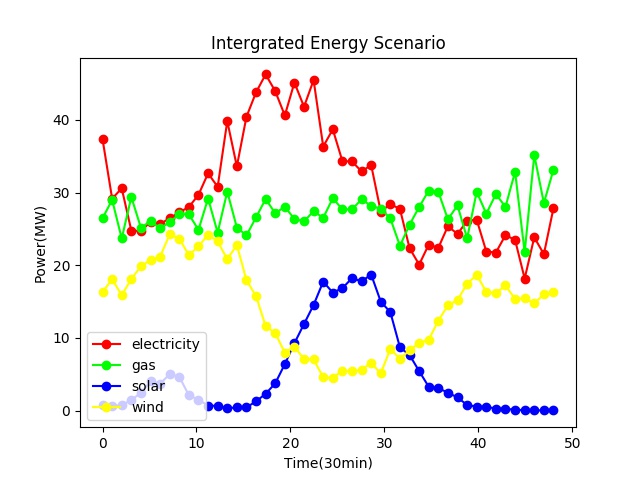 Intergrated Energy Scenario
Power(MW)
40
30
20
10
0
electricity
gas
solar
wind
0 10 20 30 40 50
Time(30min)